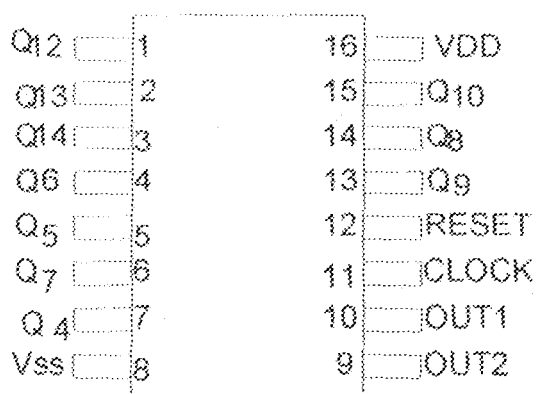 Q12 1 16 VDD
Q13 2 15 Q10
Q14 3 14 Q8
Q6 4 13 Q9
Q5 5 12 RESET
Q7 6 11 CLOCK
Q4 7 10 OUT1
Vss 8 9 OUT2